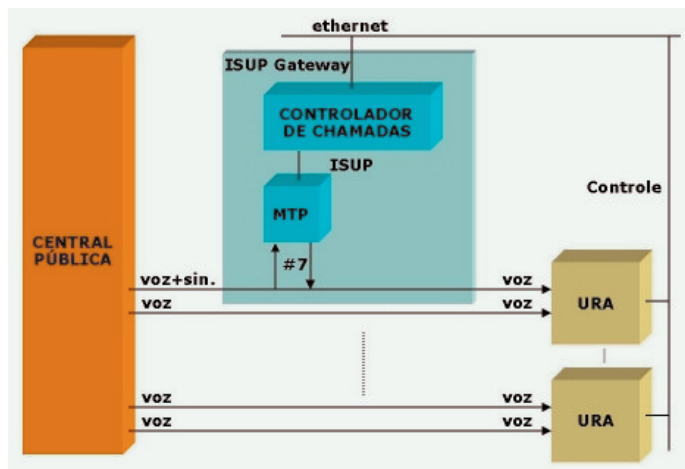 ethernet
ISUP Gateway
CONTROLADOR
DE CHAMADAS
ISUP
Controle
MTP
CENTRAL
PÚBLICA
#7
voz+sin.
voz
URA
voz
voz
voz
voz
URA
voz
voz